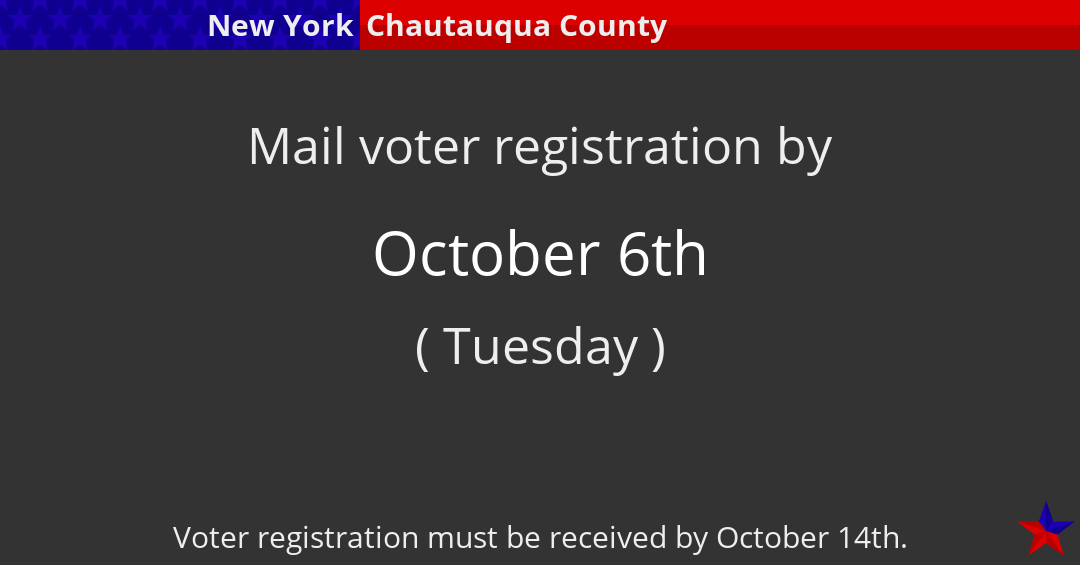 New York Chautauqua County
Mail voter registration by
October 6th
( Tuesday )
Voter registration must be received by October 14th.